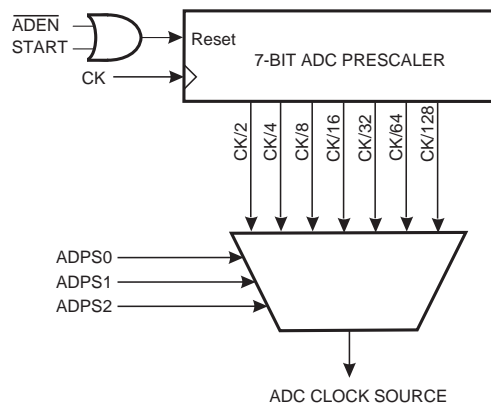 ADEN
START
Reset
7-BIT ADC PRESCALER
CK
CK/2
CK/4
CK/8
CK/16
CK/32
CK/64
CK/128
ADPS0
ADPS1
ADPS2
ADC CLOCK SOURCE